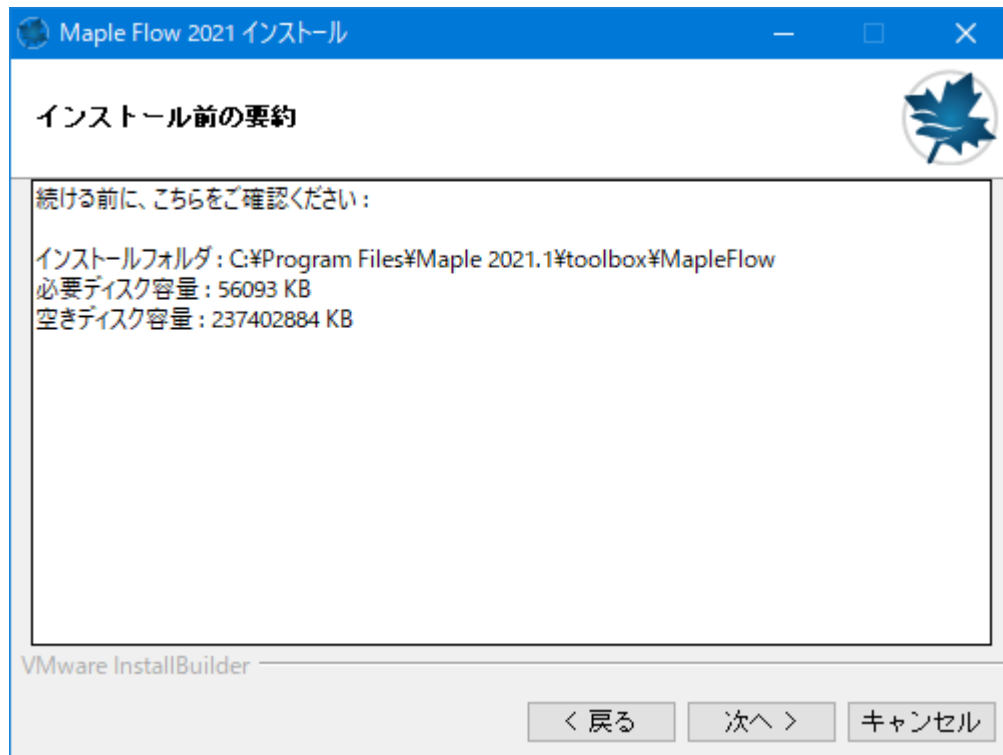 Maple Flow 2021 インストール
インストール前の要約
続ける前に、こちらをご確認ください :
インストールフォルダ : C:¥Program Files¥Maple 2021.1¥toolbox¥MapleFlow
必要ディスク容量 : 56093 KB
空きディスク容量 : 237402884 KB
VMware InstallBuilder
< 戻る 次へ > キャンセル